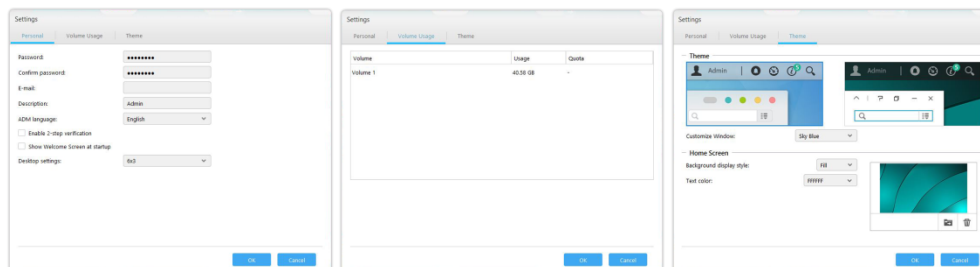 Settings
Personal Volume Usage Theme
Password:
Confirm password:
E-mail:
Description: Admin
ADM language: English
Enable 2-step verification
Show Welcome Screen at startup
Desktop settings: 6x3
OK Cancel
Settings
Personal Volume Usage Theme
Volume Usage Quota
Volume 1 40.58 GB -
OK Cancel
Settings
Personal Volume Usage Theme
Theme
Admin
Admin
Customize Window: Sky Blue
Home Screen
Background display style: Fill
Text color: FFFFFF
OK Cancel